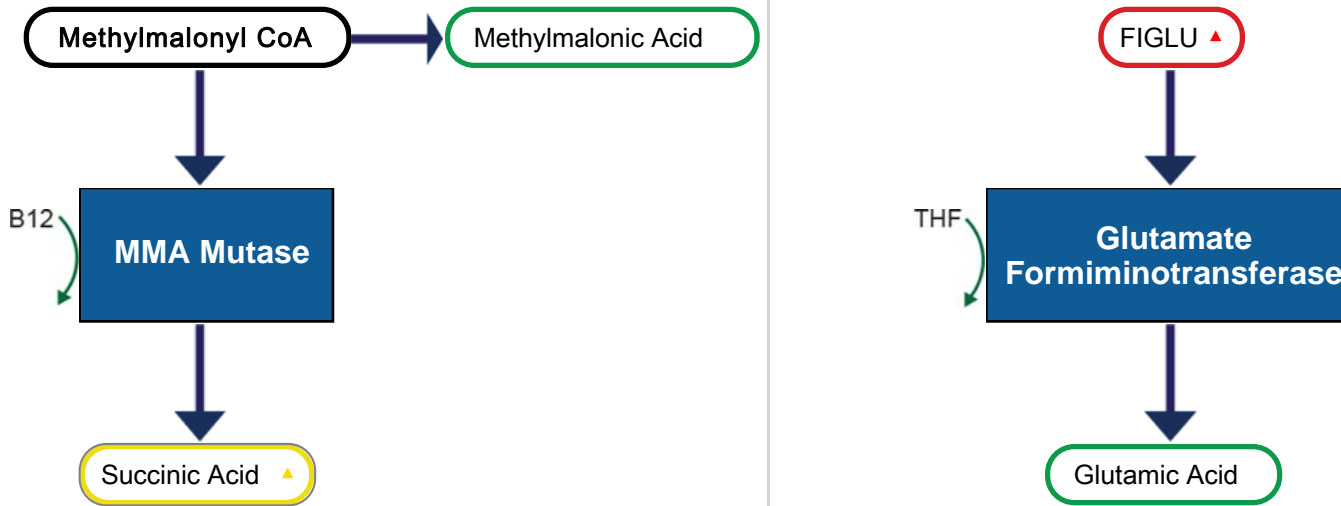 Methylmalonyl CoA
Methylmalonic Acid
B12
MMA Mutase
Succinic Acid ▲
FIGLU ▲
THF
Glutamate
Formiminotransferase
Glutamic Acid